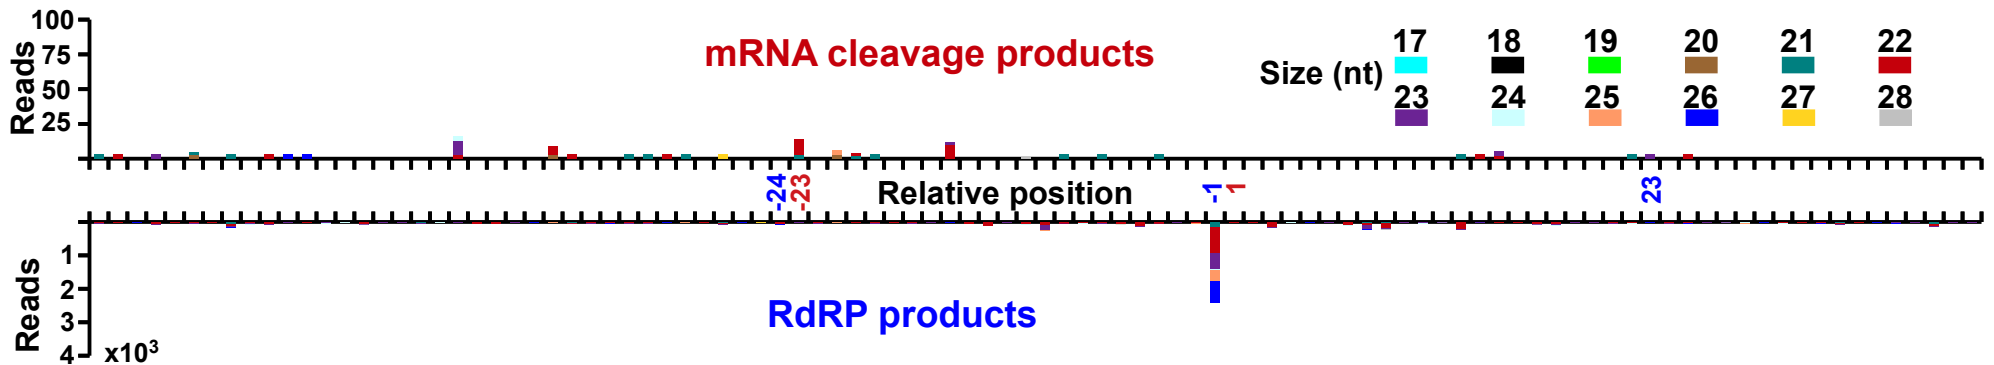 100
75
50
25
Reads
mRNA cleavage products
Size (nt)
17 18 19 20 21 22
23 24 25 26 27 28
-24 -23 Relative position -1 1 23
Reads
1
2
3
4
x10³
RdRP products